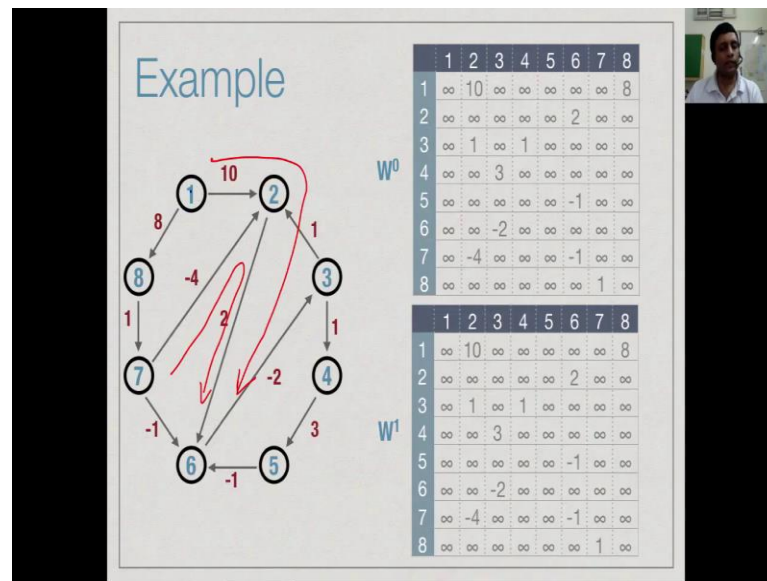 Example
1 2 3 4 5 6 7 8
1 ∞ 10 ∞ ∞ ∞ ∞ ∞ 8
2 ∞ ∞ ∞ ∞ ∞ 2 ∞ ∞
3 ∞ 1 ∞ 1 ∞ ∞ ∞ ∞
W⁰
4 ∞ ∞ 3 ∞ ∞ ∞ ∞ ∞
5 ∞ ∞ ∞ ∞ ∞ -1 ∞ ∞
6 ∞ ∞ -2 ∞ ∞ ∞ ∞ ∞
7 ∞ -4 ∞ ∞ ∞ -1 ∞ ∞
8 ∞ ∞ ∞ ∞ ∞ ∞ 1 ∞
1 2 3 4 5 6 7 8
1 ∞ 10 ∞ ∞ ∞ ∞ ∞ 8
2 ∞ ∞ ∞ ∞ ∞ 2 ∞ ∞
3 ∞ 1 ∞ 1 ∞ ∞ ∞ ∞
W¹
4 ∞ ∞ 3 ∞ ∞ ∞ ∞ ∞
5 ∞ ∞ ∞ ∞ ∞ -1 ∞ ∞
6 ∞ ∞ -2 ∞ ∞ ∞ ∞ ∞
7 ∞ -4 ∞ ∞ ∞ -1 ∞ ∞
8 ∞ ∞ ∞ ∞ ∞ ∞ 1 ∞
10
1 2
8 1
8 -4 3
1 2 1
7 -2 4
-1 3
6 5
-1